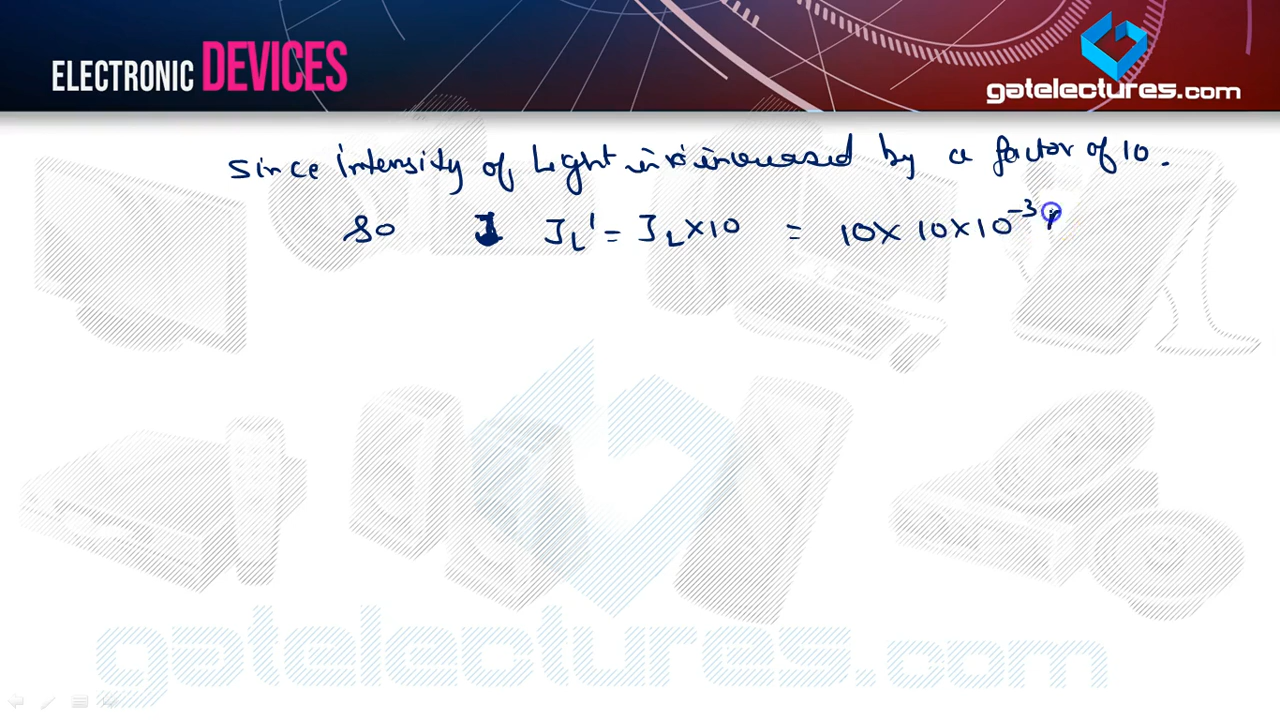 ELECTRONIC DEVICES
gatelectures.com
Since intensity of Light is increased by a factor of 10.
So J_L' = J_L × 10 = 10 × 10 × 10⁻³
gatelectures.com